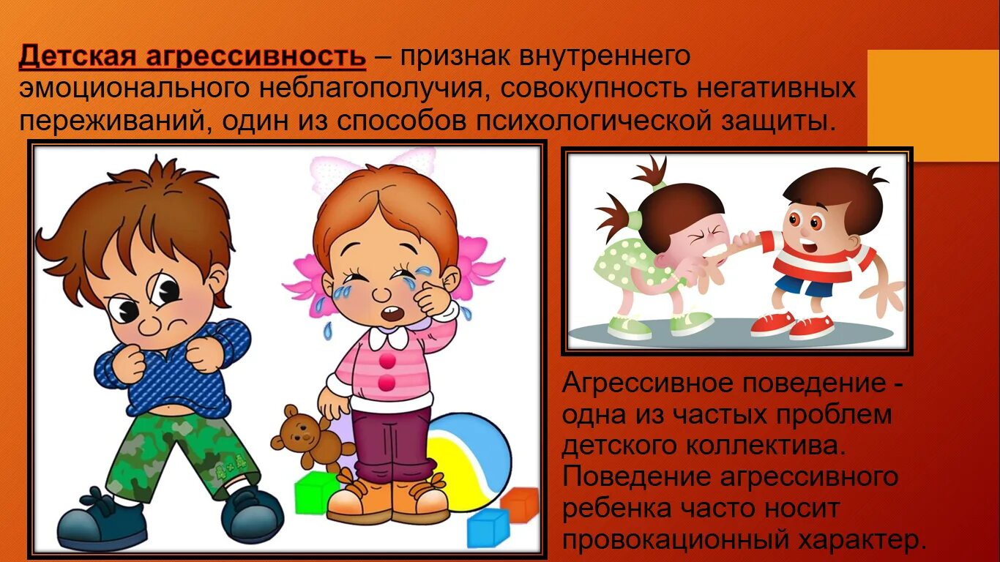 Детская агрессивность – признак внутреннего
эмоционального неблагополучия, совокупность негативных
переживаний, один из способов психологической защиты.
4x4
Агрессивное поведение -
одна из частых проблем
детского коллектива.
Поведение агрессивного
ребенка часто носит
провокационный характер.